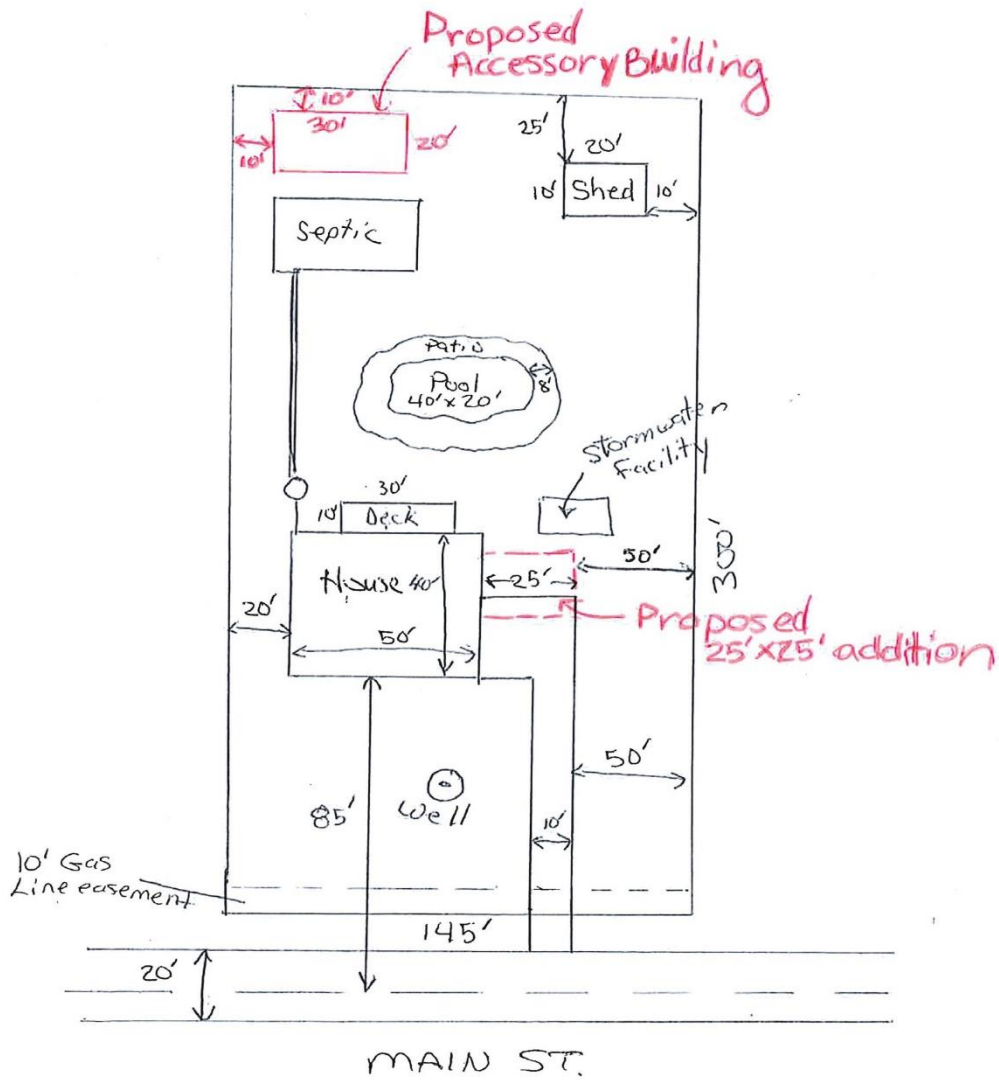 Proposed
Accessory Building
10'
30'
20'
10'
25'
20'
10'
Shed
10'
Septic
Patio
8'
Pool
40' x 20'
Stormwater
Facility
30'
10'
Deck
House 40'
50'
20'
25'
50'
300'
Proposed
25' x 25' addition
85'
Well
10'
50'
10' Gas
Line easement
145'
20'
MAIN ST.